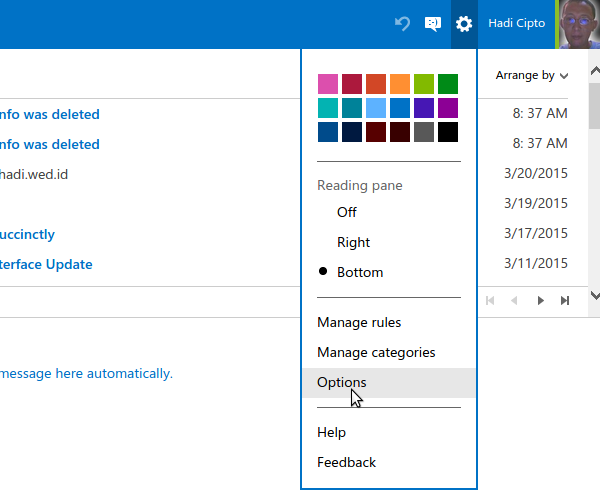 Hadi Cipto
Arrange by
nfo was deleted
8: 37 AM
nfo was deleted
8: 37 AM
hadi.wed.id
3/20/2015
3/19/2015
uccinctly
3/17/2015
terface Update
3/11/2015
message here automatically.
Reading pane
Off
Right
Bottom
Manage rules
Manage categories
Options
Help
Feedback